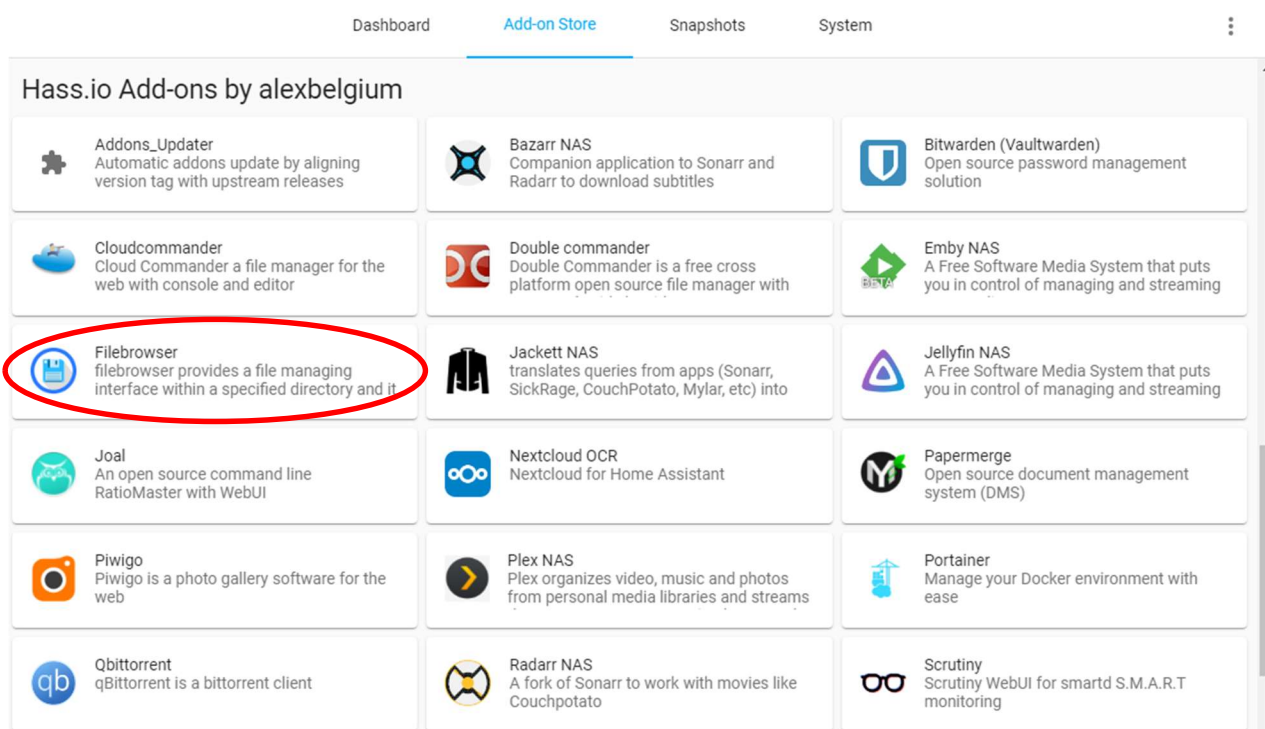 Dashboard
Add-on Store
Snapshots
System
Hass.io Add-ons by alexbelgium
Addons_Updater
Automatic addons update by aligning
version tag with upstream releases
Bazarr NAS
Companion application to Sonarr and
Radarr to download subtitles
Bitwarden (Vaultwarden)
Open source password management
solution
Cloudcommander
Cloud Commander a file manager for the
web with console and editor
Double commander
Double Commander is a free cross
platform open source file manager with
Emby NAS
A Free Software Media System that puts
you in control of managing and streaming
BETA
Filebrowser
filebrowser provides a file managing
interface within a specified directory and it
Jackett NAS
translates queries from apps (Sonarr,
SickRage, CouchPotato, Mylar, etc) into
Jellyfin NAS
A Free Software Media System that puts
you in control of managing and streaming
Joal
An open source command line
RatioMaster with WebUI
Nextcloud OCR
Nextcloud for Home Assistant
Papermerge
Open source document management
system (DMS)
Piwigo
Piwigo is a photo gallery software for the
web
Plex NAS
Plex organizes video, music and photos
from personal media libraries and streams
Portainer
Manage your Docker environment with
ease
qb
Qbittorrent
qBittorrent is a bittorrent client
Radarr NAS
A fork of Sonarr to work with movies like
Couchpotato
Scrutiny
Scrutiny WebUI for smartd S.M.A.R.T
monitoring